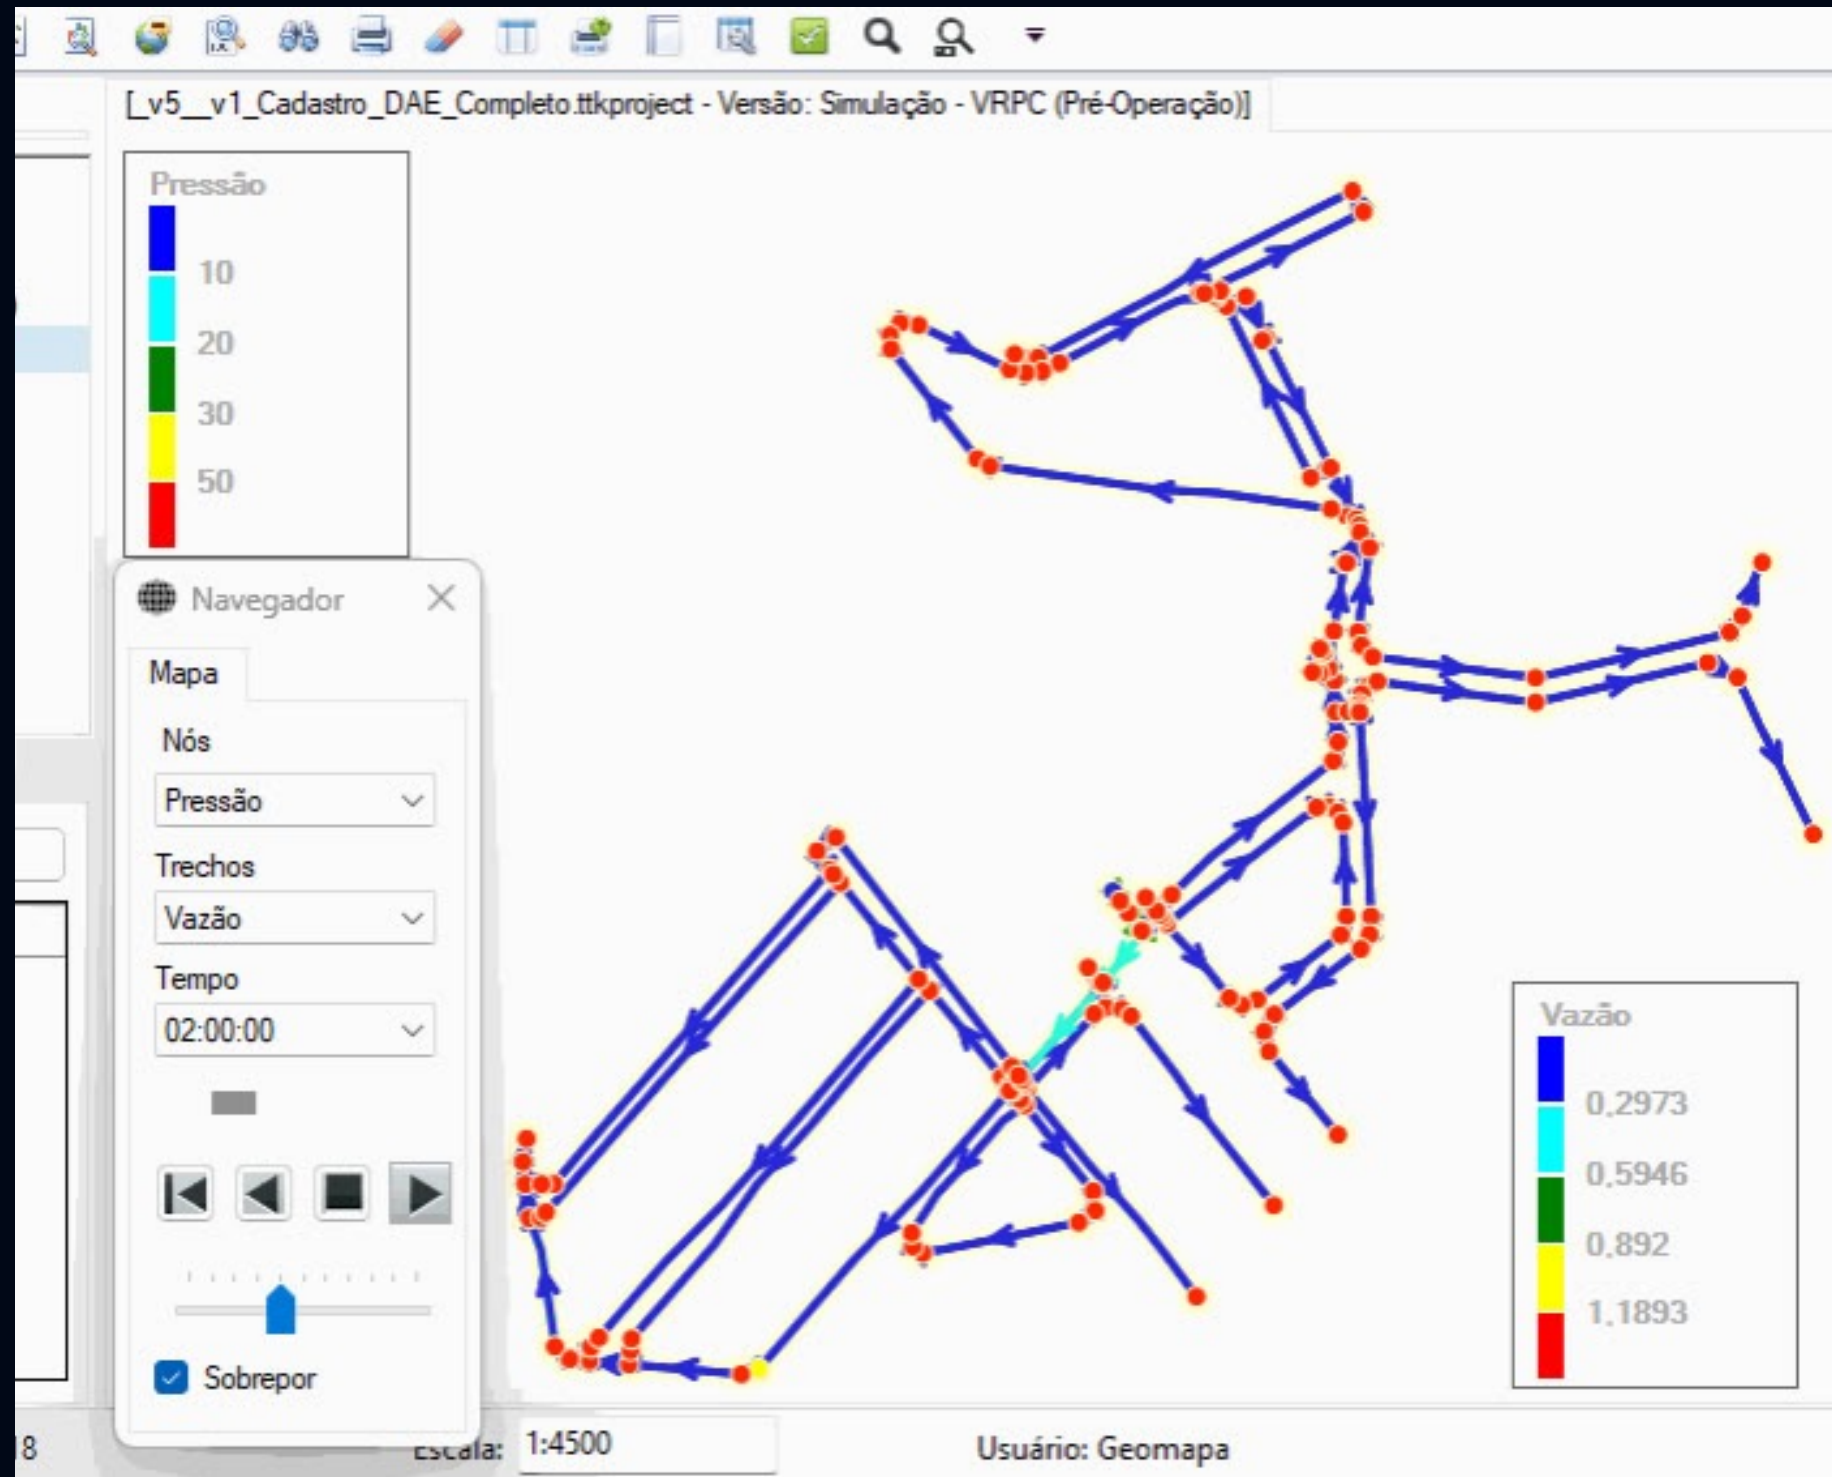 [_v5__v1_Cadastro_DAE_Completo.ttkproject - Versão: Simulação - VRPC (Pré-Operação)]
Pressão
10
20
30
50
Navegador
Mapa
Nós
Pressão
Trechos
Vazão
Tempo
02:00:00
Sobrepor
Vazão
0,2973
0,5946
0,892
1,1893
18
Escala: 1:4500
Usuário: Geomapa